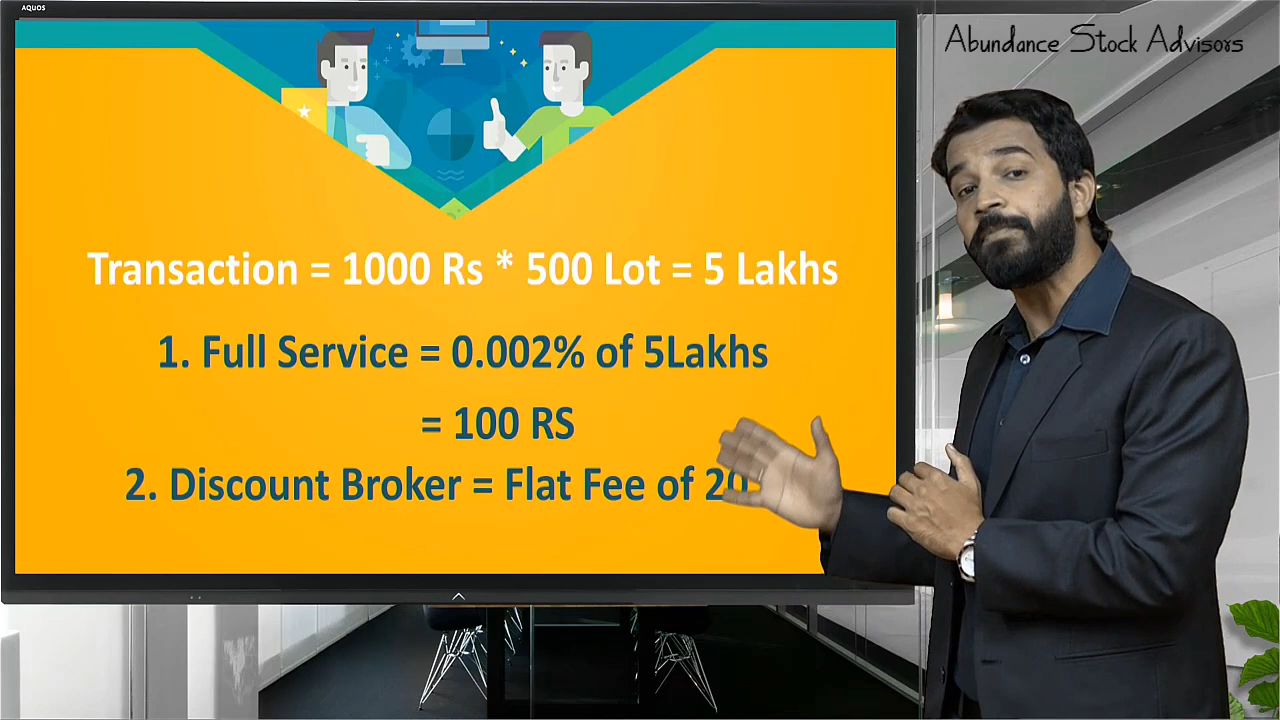 AQUOS
Abundance Stock Advisors
Transaction = 1000 Rs * 500 Lot = 5 Lakhs
1. Full Service = 0.002% of 5Lakhs
= 100 RS
2. Discount Broker = Flat Fee of 20